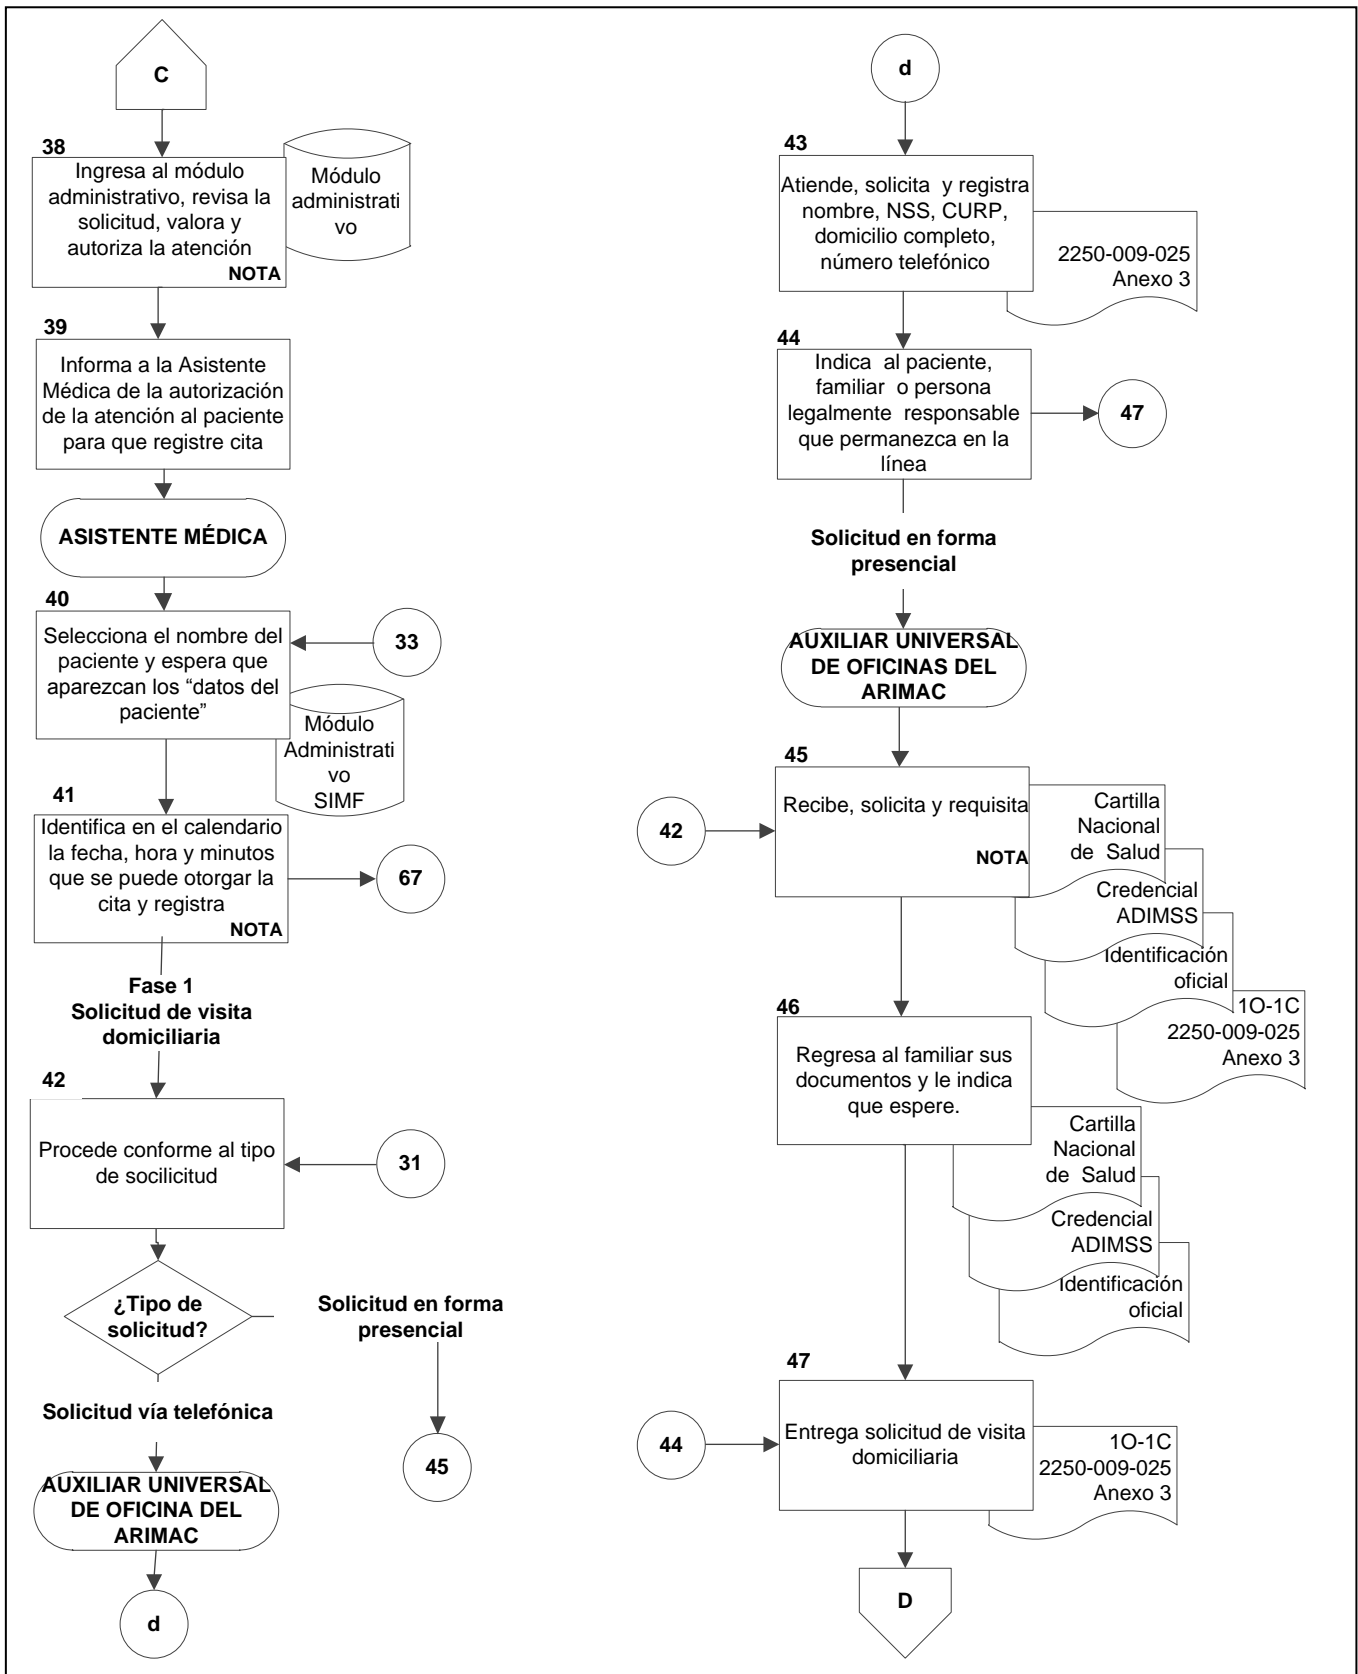 C
38
Ingresa al módulo
administrativo, revisa la
solicitud, valora y
autoriza la atención
NOTA
Módulo
administrati
vo
39
Informa a la Asistente
Médica de la autorización
de la atención al paciente
para que registre cita
ASISTENTE MÉDICA
40
Selecciona el nombre del
paciente y espera que
aparezcan los “datos del
paciente”
33
Módulo
Administrati
vo
SIMF
41
Identifica en el calendario
la fecha, hora y minutos
que se puede otorgar la
cita y registra
NOTA
67
Fase 1
Solicitud de visita
domiciliaria
42
Procede conforme al tipo
de socilicitud
31
¿Tipo de
solicitud?
Solicitud en forma
presencial
45
Solicitud vía telefónica
AUXILIAR UNIVERSAL
DE OFICINA DEL
ARIMAC
d
d
43
Atiende, solicita y registra
nombre, NSS, CURP,
domicilio completo,
número telefónico
2250-009-025
Anexo 3
44
Indica al paciente,
familiar o persona
legalmente responsable
que permanezca en la
línea
47
Solicitud en forma
presencial
AUXILIAR UNIVERSAL
DE OFICINAS DEL
ARIMAC
45
Recibe, solicita y requisita
NOTA
42
Cartilla
Nacional
de Salud
Credencial
ADIMSS
Identificación
oficial
1O-1C
2250-009-025
Anexo 3
46
Regresa al familiar sus
documentos y le indica
que espere.
Cartilla
Nacional
de Salud
Credencial
ADIMSS
Identificación
oficial
47
Entrega solicitud de visita
domiciliaria
44
1O-1C
2250-009-025
Anexo 3
D